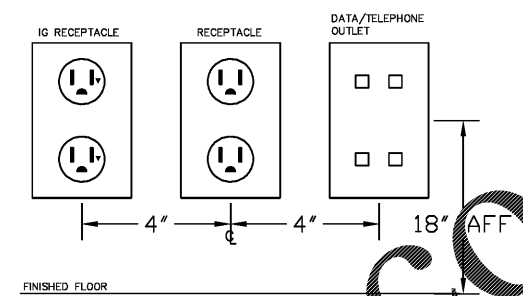 IG RECEPTACLE
RECEPTACLE
DATA/TELEPHONE
OUTLET
4" 4" 18" AFF
℄
FINISHED FLOOR